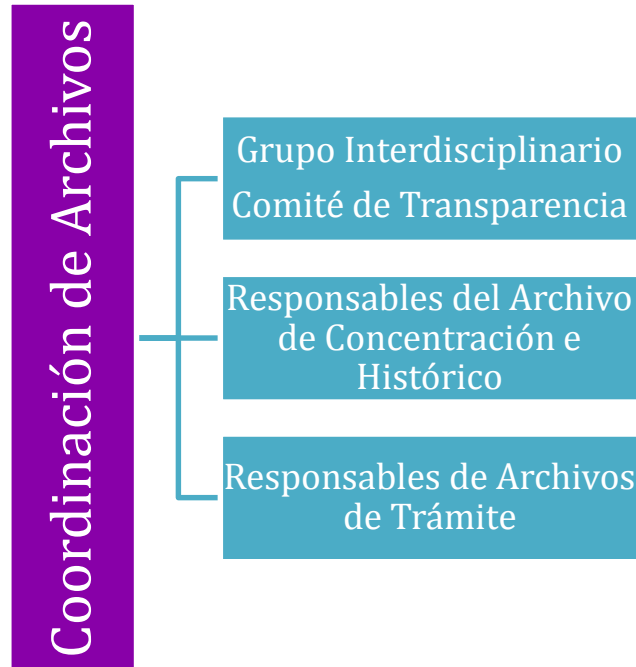 Coordinación de Archivos
Grupo Interdisciplinario
Comité de Transparencia
Responsables del Archivo
de Concentración e
Histórico
Responsables de Archivos
de Trámite